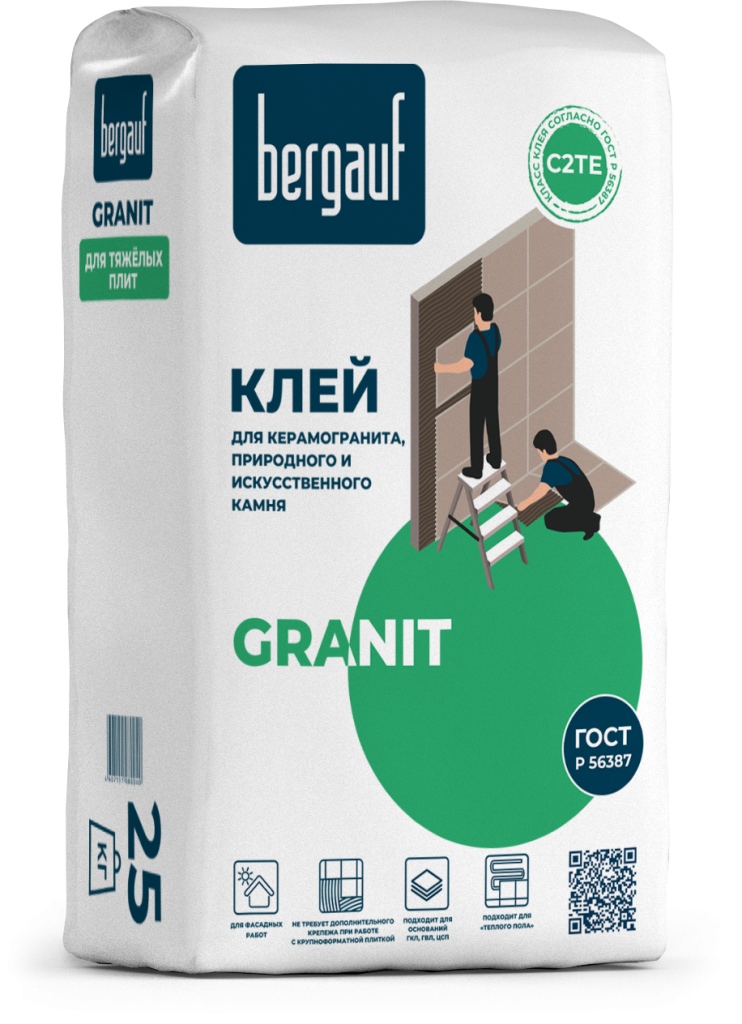 bergauf
GRANIT
ДЛЯ ТЯЖЁЛЫХ
ПЛИТ
25
КГ
bergauf
КЛАСС КЛЕЯ СОГЛАСНО ГОСТ Р 56387
C2TE
КЛЕЙ
ДЛЯ КЕРАМОГРАНИТА,
ПРИРОДНОГО И
ИСКУССТВЕННОГО
КАМНЯ
GRANIT
ГОСТ
Р 56387
ДЛЯ ФАСАДНЫХ
РАБОТ
НЕ ТРЕБУЕТ ДОПОЛНИТЕЛЬНОГО
КРЕПЕЖА ПРИ РАБОТЕ
С КРУПНОФОРМАТНОЙ ПЛИТКОЙ
ПОДХОДИТ ДЛЯ
ОСНОВАНИЙ
ГКЛ, ГВЛ, ЦСП
ПОДХОДИТ ДЛЯ
«ТЕПЛОГО ПОЛА»